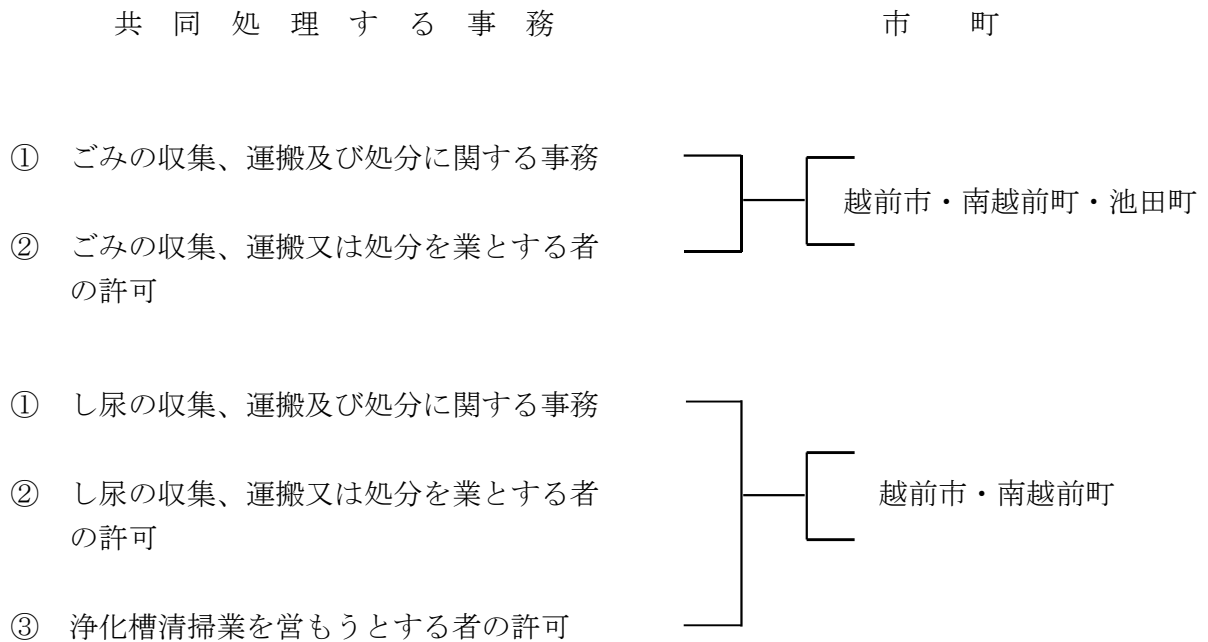 共同処理する事務 市町
① ごみの収集、運搬及び処分に関する事務
越前市・南越前町・池田町
② ごみの収集、運搬又は処分を業とする者
の許可
① し尿の収集、運搬及び処分に関する事務
② し尿の収集、運搬又は処分を業とする者 越前市・南越前町
の許可
③ 浄化槽清掃業を営もうとする者の許可